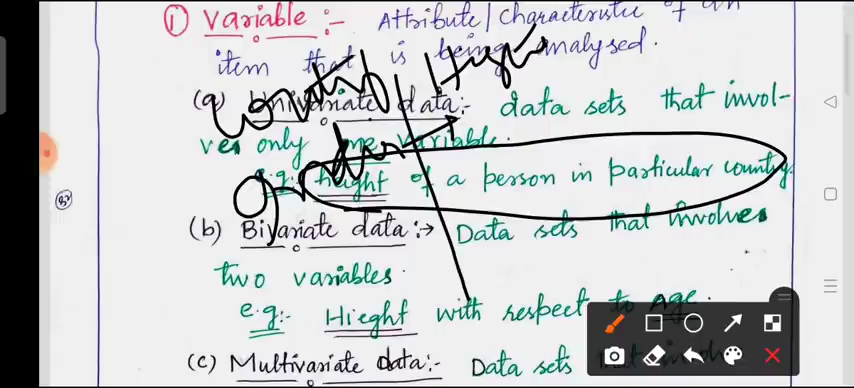 ① Variable :- Attribute/Characteristic of an
item that is being analysed.
(a) Univariate data:- data sets that invol-
ves only one variable.
e.g:- height of a person in particular county.
(b) Bivariate data:→ Data sets that involves
two variables.
e.g:- Hieght with respect to Age.
(c) Multivariate data:- Data sets that